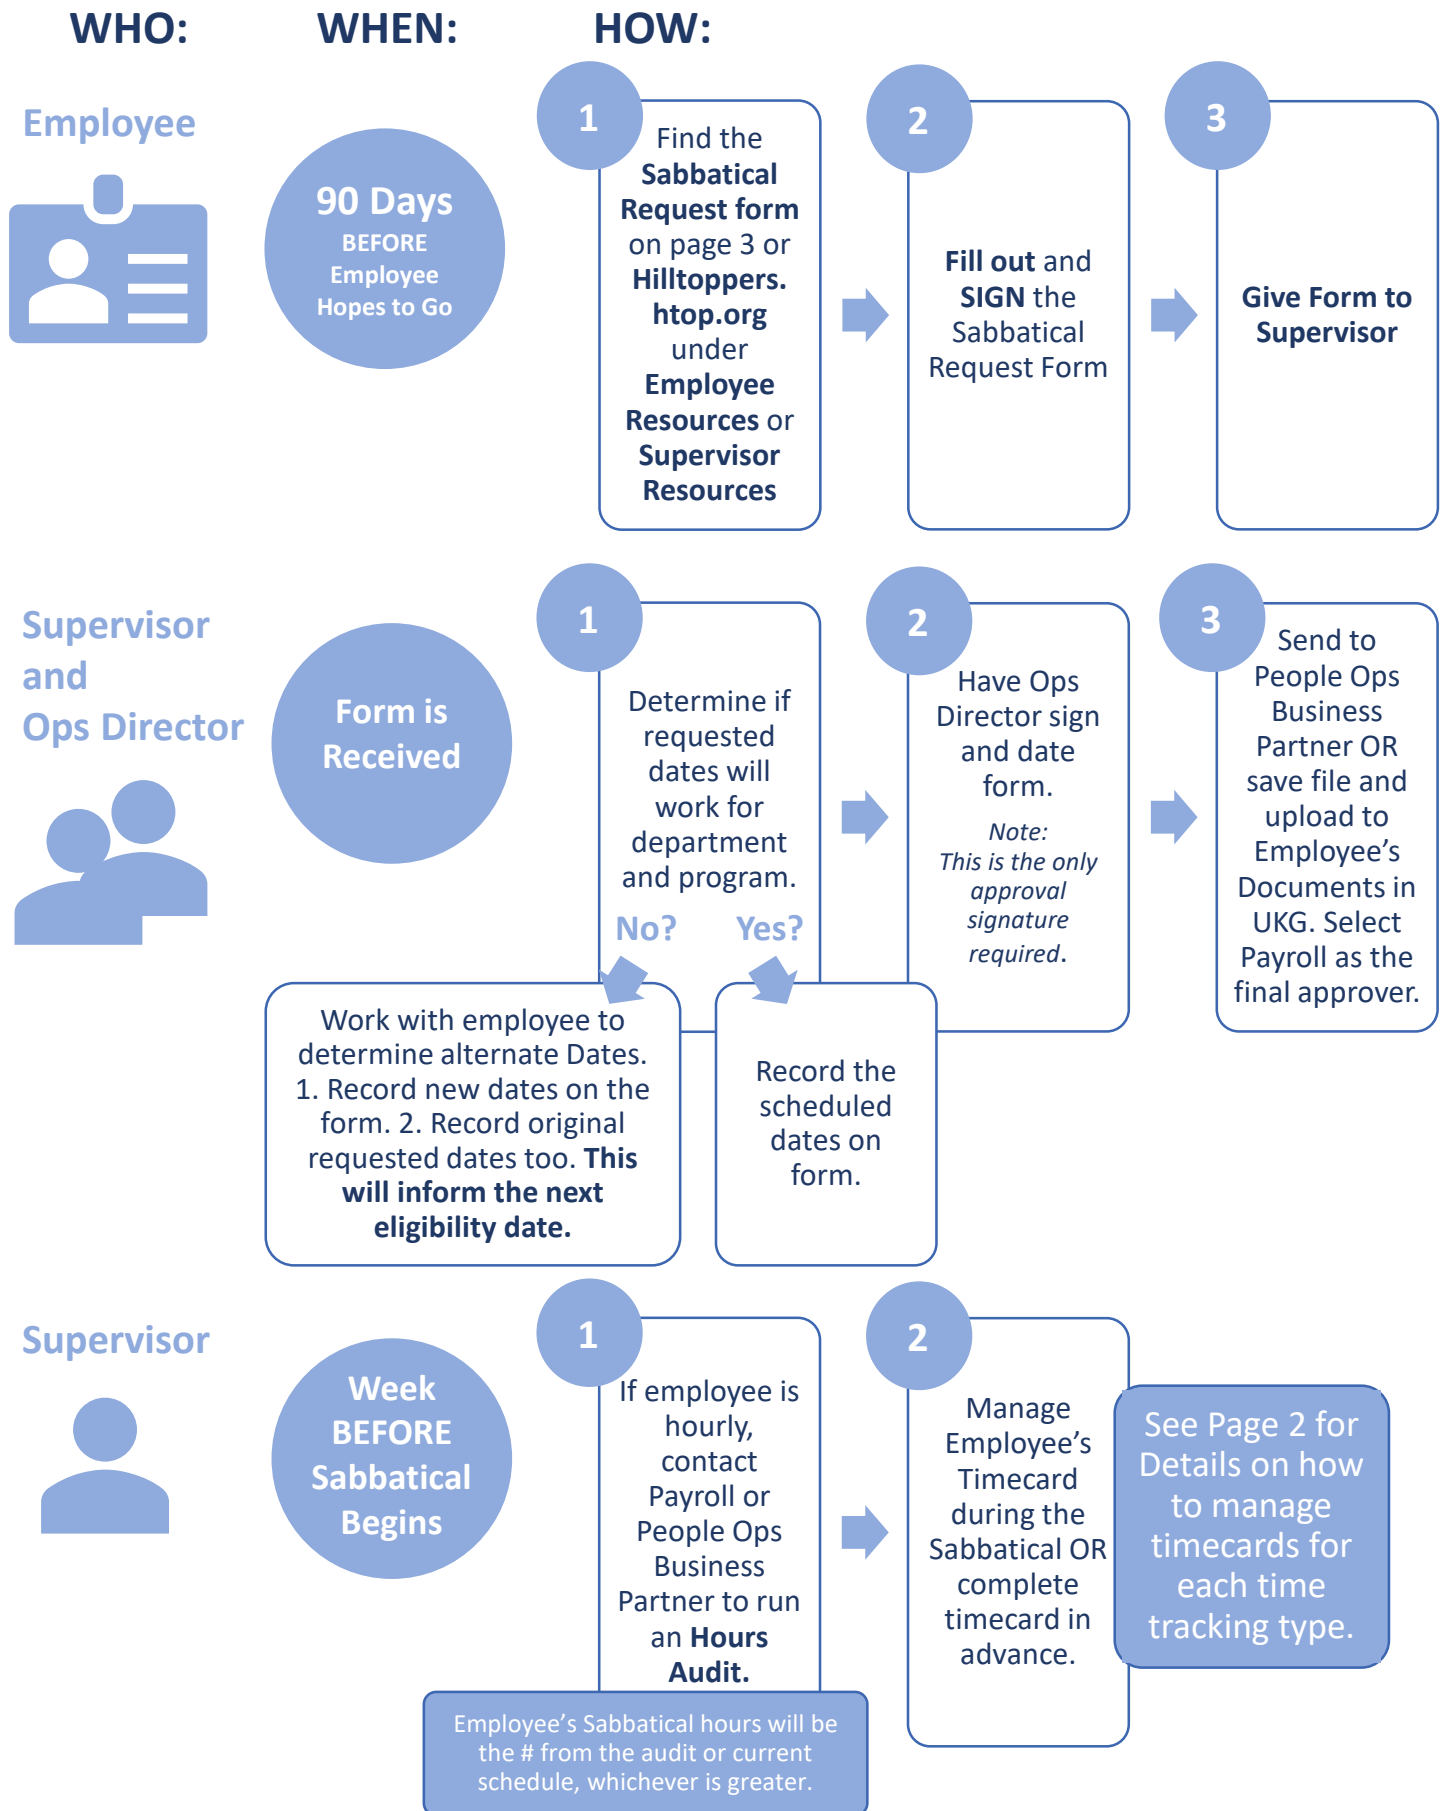 WHO:
WHEN:
HOW:
Employee
90 Days
BEFORE
Employee
Hopes to Go
1
Find the
Sabbatical
Request form
on page 3 or
Hilltoppers.
htop.org
under
Employee
Resources or
Supervisor
Resources
2
Fill out and
SIGN the
Sabbatical
Request Form
3
Give Form to
Supervisor
Supervisor
and
Ops Director
Form is
Received
1
Determine if
requested
dates will
work for
department
and program.
No?
Yes?
Work with employee to
determine alternate Dates.
1. Record new dates on the
form. 2. Record original
requested dates too. This
will inform the next
eligibility date.
Record the
scheduled
dates on
form.
2
Have Ops
Director sign
and date
form.
Note:
This is the only
approval
signature
required.
3
Send to
People Ops
Business
Partner OR
save file and
upload to
Employee’s
Documents in
UKG. Select
Payroll as the
final approver.
Supervisor
Week
BEFORE
Sabbatical
Begins
1
If employee is
hourly,
contact
Payroll or
People Ops
Business
Partner to run
an Hours
Audit.
Employee’s Sabbatical hours will be
the # from the audit or current
schedule, whichever is greater.
2
Manage
Employee’s
Timecard
during the
Sabbatical OR
complete
timecard in
advance.
See Page 2 for
Details on how
to manage
timecards for
each time
tracking type.